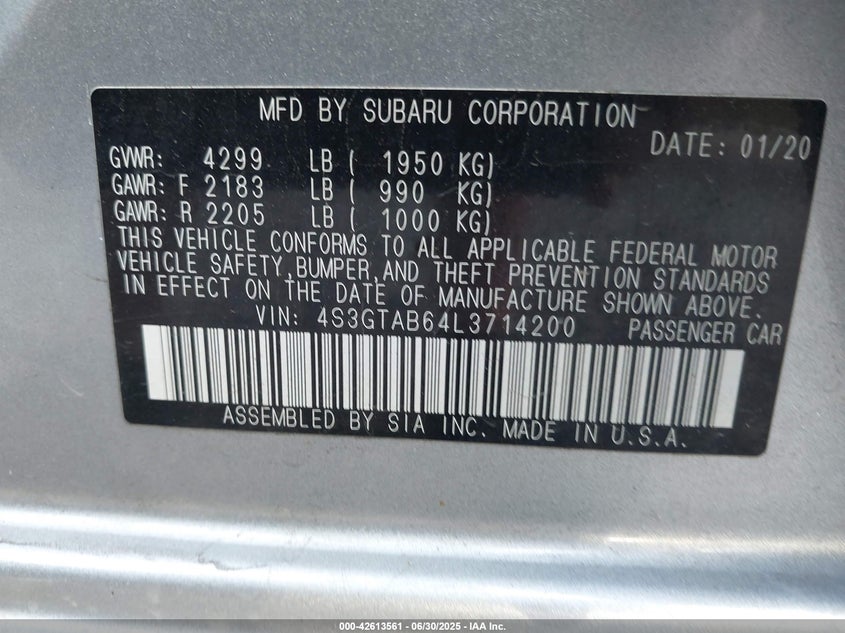 MFD BY SUBARU CORPORATION
DATE: 01/20
GVWR: 4299 LB ( 1950 KG)
GAWR: F 2183 LB ( 990 KG)
GAWR: R 2205 LB ( 1000 KG)
THIS VEHICLE CONFORMS TO ALL APPLICABLE FEDERAL MOTOR
VEHICLE SAFETY, BUMPER, AND THEFT PREVENTION STANDARDS
IN EFFECT ON THE DATE OF MANUFACTURE SHOWN ABOVE.
VIN: 4S3GTAB64L3714200 PASSENGER CAR
ASSEMBLED BY SIA INC. MADE IN U.S.A.
000-42613561 - 06/30/2025 - IAA Inc.